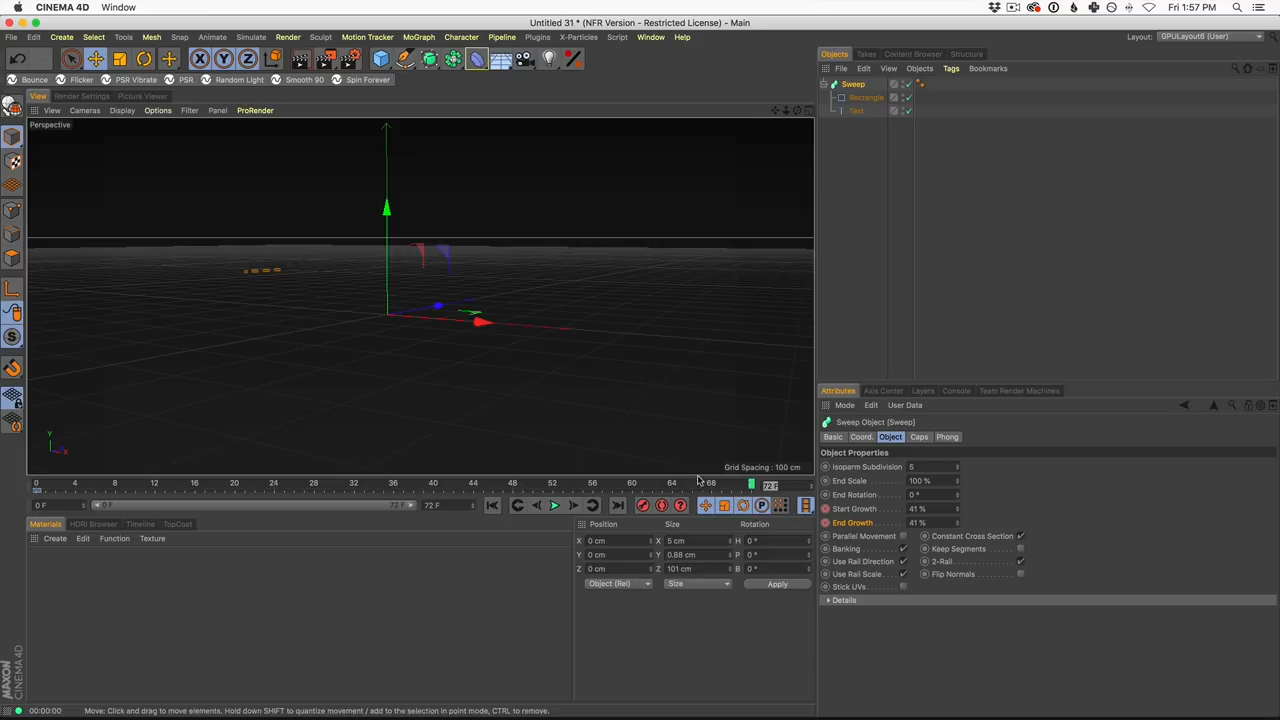 CINEMA 4D Window Fri 1:57 PM
Untitled 31 * (NFR Version - Restricted License) - Main
File Edit Create Select Tools Mesh Snap Animate Simulate Render Sculpt Motion Tracker MoGraph Character Pipeline Plugins X-Particles Script Window Help Layout: GPULayout6 (User)
Bounce Flicker PSR Vibrate PSR Random Light Smooth 90 Spin Forever
View Render Settings Picture Viewer
View Cameras Display Options Filter Panel ProRender
Perspective
Y
X
Grid Spacing : 100 cm
0 4 8 12 16 20 24 28 32 36 40 44 48 52 56 60 64 68 72 F
0 F 0 F 72 F 72 F
Materials HDRI Browser Timeline TopCoat
Create Edit Function Texture
Position Size Rotation
X 0 cm X 5 cm H 0 °
Y 0 cm Y 0.88 cm P 0 °
Z 0 cm Z 101 cm B 0 °
Object (Rel) Size Apply
Objects Takes Content Browser Structure
File Edit View Objects Tags Bookmarks
Sweep
Rectangle
Text
Attributes Axis Center Layers Console Team Render Machines
Mode Edit User Data
Sweep Object [Sweep]
Basic Coord. Object Caps Phong
Object Properties
Isoparm Subdivision 5
End Scale 100 %
End Rotation 0 °
Start Growth 41 %
End Growth 41 %
Parallel Movement Constant Cross Section
Banking Keep Segments
Use Rail Direction 2-Rail
Use Rail Scale Flip Normals
Stick UVs
Details
MAXON CINEMA 4D
00:00:00 Move: Click and drag to move elements. Hold down SHIFT to quantize movement / add to the selection in point mode, CTRL to remove.